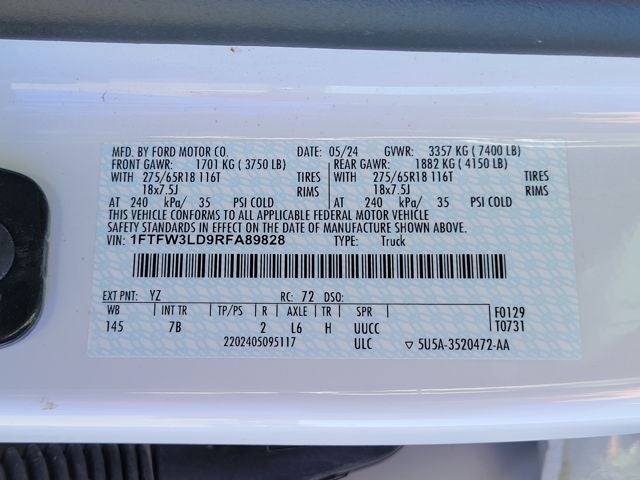 MFD. BY FORD MOTOR CO. DATE: 05/24 GVWR: 3357 KG ( 7400 LB)
FRONT GAWR: 1701 KG ( 3750 LB) REAR GAWR: 1882 KG ( 4150 LB)
WITH 275/65R18 116T TIRES WITH 275/65R18 116T TIRES
18x7.5J RIMS 18x7.5J RIMS
AT 240 kPa/ 35 PSI COLD AT 240 kPa/ 35 PSI COLD
THIS VEHICLE CONFORMS TO ALL APPLICABLE FEDERAL MOTOR VEHICLE
SAFETY STANDARDS IN EFFECT ON THE DATE OF MANUFACTURE SHOWN ABOVE.
VIN: 1FTFW3LD9RFA89828 TYPE: Truck
EXT PNT: YZ RC: 72 DSO:
WB INT TR TP/PS R AXLE TR SPR F0129
145 7B 2 L6 H UUCC T0731
2202405095117 ULC ▽ 5U5A-3520472-AA